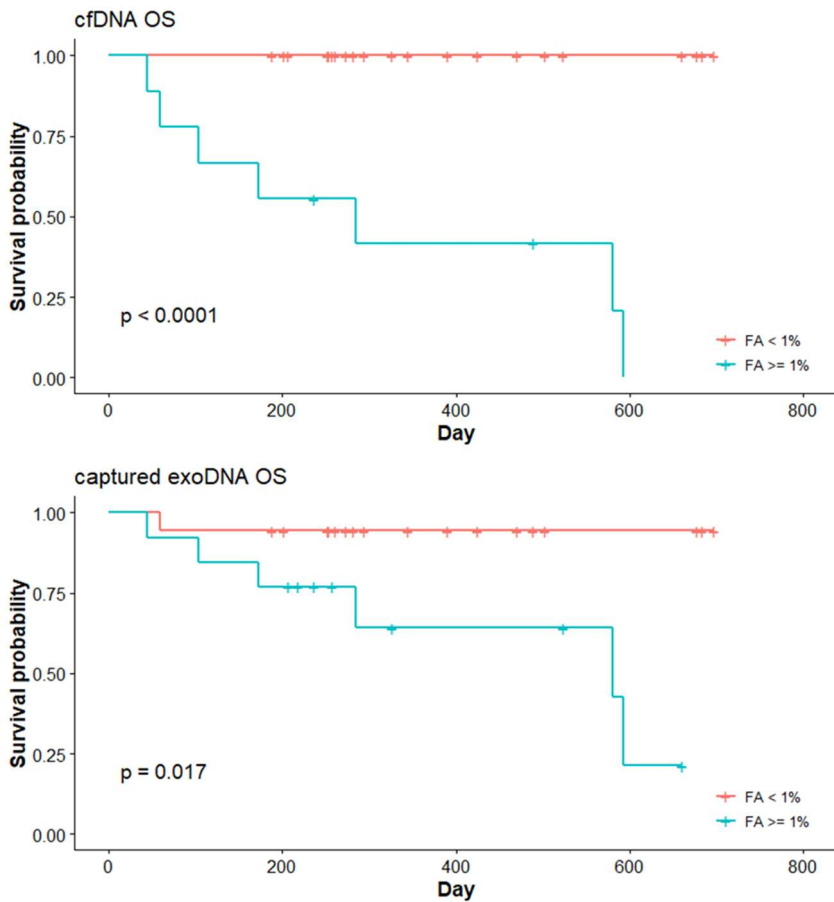 cfDNA OS
1.00
0.75
0.50
0.25
0.00
Survival probability
p < 0.0001
FA < 1%
FA >= 1%
0 200 400 600 800
Day
captured exoDNA OS
1.00
0.75
0.50
0.25
0.00
Survival probability
p = 0.017
FA < 1%
FA >= 1%
0 200 400 600 800
Day